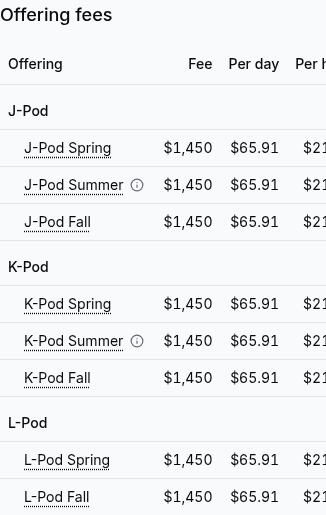 Offering fees
Offering Fee Per day Per h
J-Pod
J-Pod Spring $1,450 $65.91 $21
J-Pod Summer $1,450 $65.91 $21
J-Pod Fall $1,450 $65.91 $21
K-Pod
K-Pod Spring $1,450 $65.91 $21
K-Pod Summer $1,450 $65.91 $21
K-Pod Fall $1,450 $65.91 $21
L-Pod
L-Pod Spring $1,450 $65.91 $21
L-Pod Fall $1,450 $65.91 $21